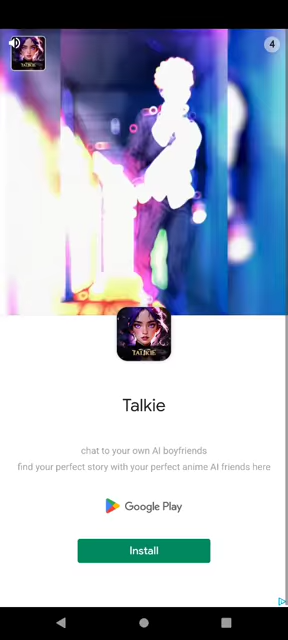 TALKIE
4
TALKIE
Talkie
chat to your own AI boyfriends
find your perfect story with your perfect anime AI friends here
Google Play
Install